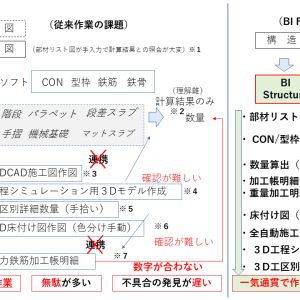 (従来作業の課題)
(BI F
図
図
(部材リスト図が手入力で計算結果との照合が大変) ※1
構 造
ソフト
CON 型枠 鉄筋 鉄骨
(理解難)
計算結果のみ
※2
数量
BI
Structur
階段 パラペット 段差スラブ
手摺 機械基礎 マットスラブ
・部材リスト
・CON/型枠
連携
DCAD施工図作図
※3
確認が難しい
・数量算出(
程シミュレーション用3Dモデル作成
※4
・加工帳明細
・重量加工明
区別詳細数量(手拾い)
※5
・床付け図(
D床付け図作図(色分け手動)
※6
・全自動施工
連携
確認が難しい
・3D工程シ
力鉄筋加工帳明細
※7
数字が合わない
・3D工区別
作業
無駄が多い
不具合の発見が遅い
一気通貫で作